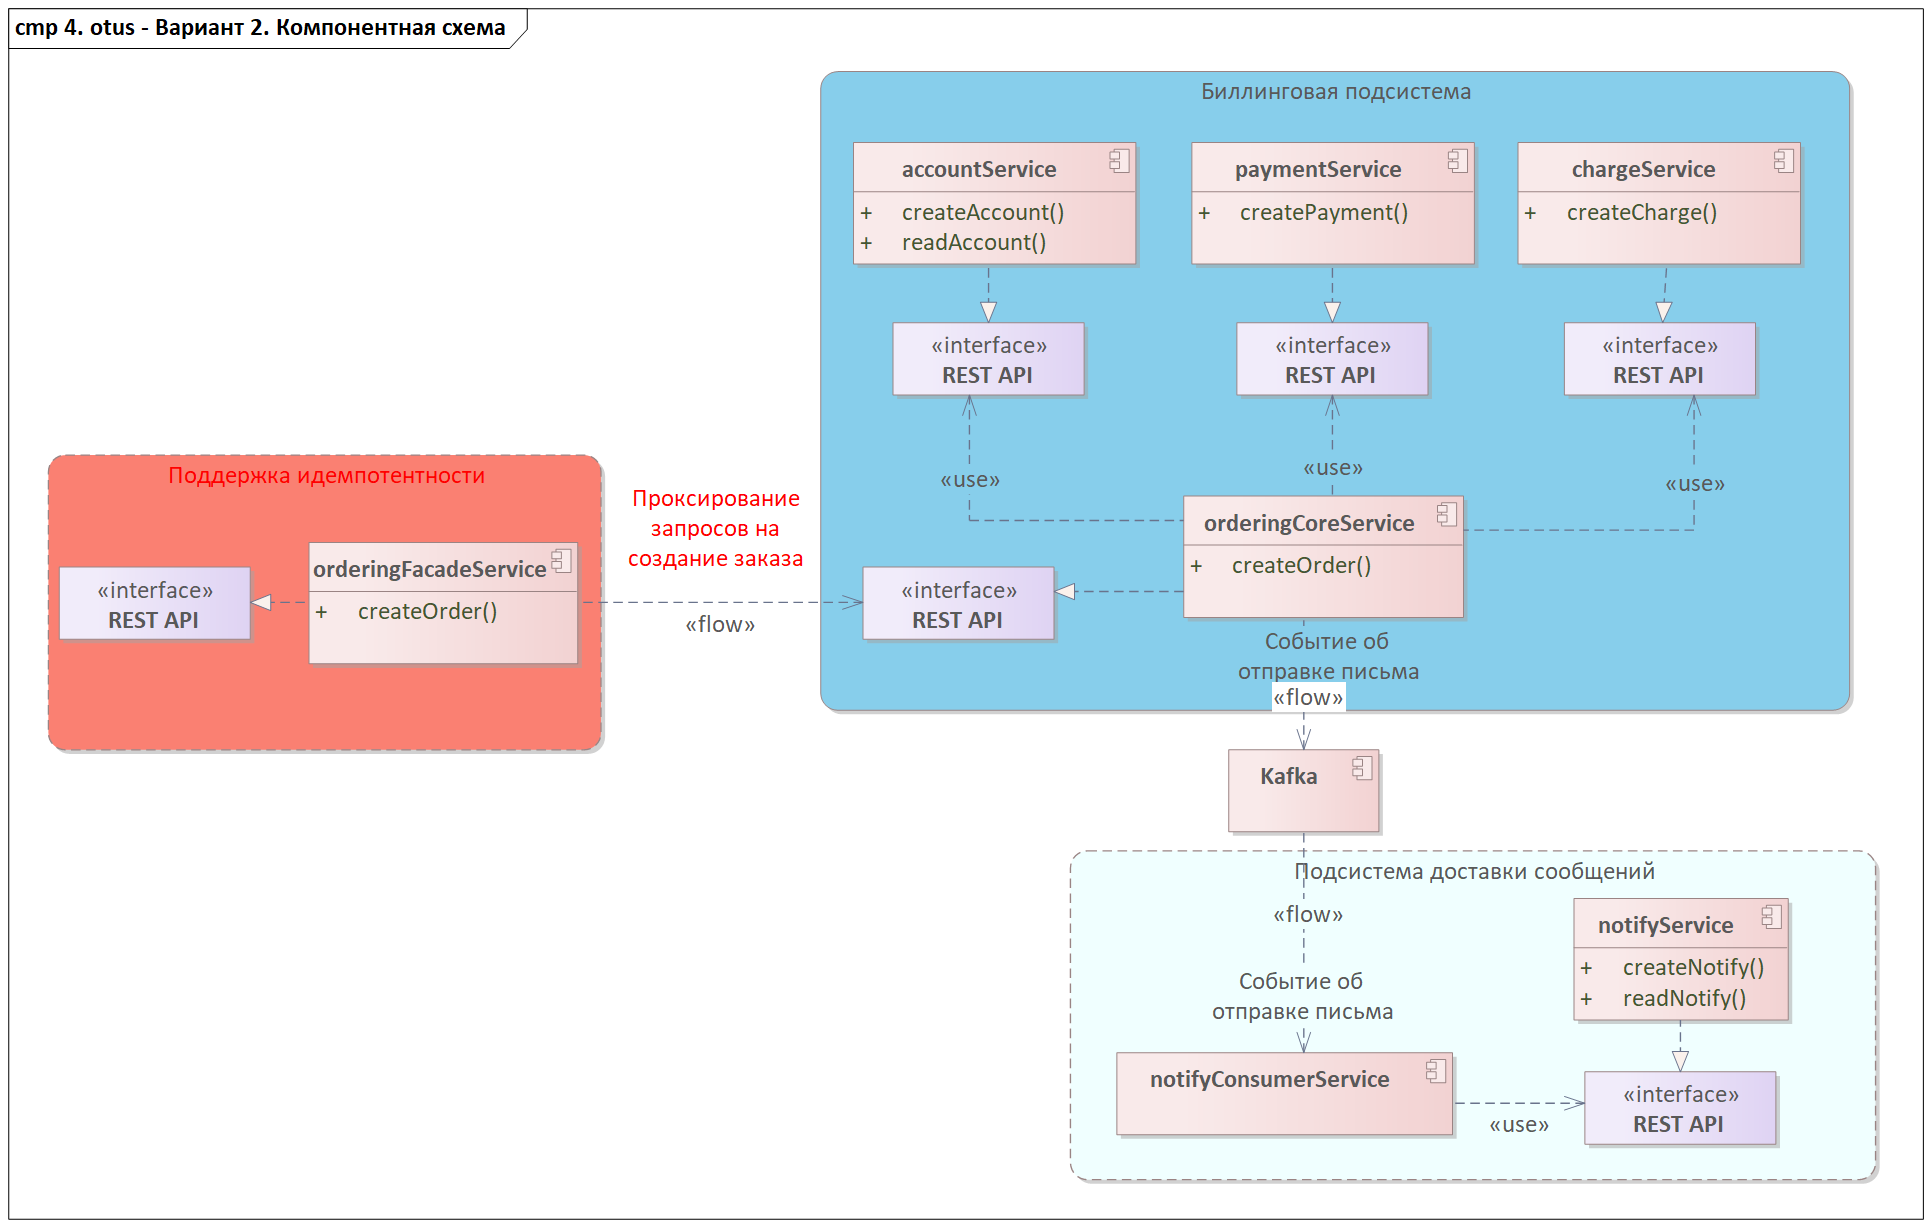 cmp 4. otus - Вариант 2. Компонентная схема
Биллинговая подсистема
accountService
+ createAccount()
+ readAccount()
paymentService
+ createPayment()
chargeService
+ createCharge()
«interface»
REST API
«interface»
REST API
«interface»
REST API
«use»
«use»
«use»
Поддержка идемпотентности
«interface»
REST API
orderingFacadeService
+ createOrder()
Проксирование
запросов на
создание заказа
«flow»
«interface»
REST API
orderingCoreService
+ createOrder()
Событие об
отправке письма
«flow»
Kafka
Подсистема доставки сообщений
«flow»
Событие об
отправке письма
notifyService
+ createNotify()
+ readNotify()
notifyConsumerService
«use»
«interface»
REST API